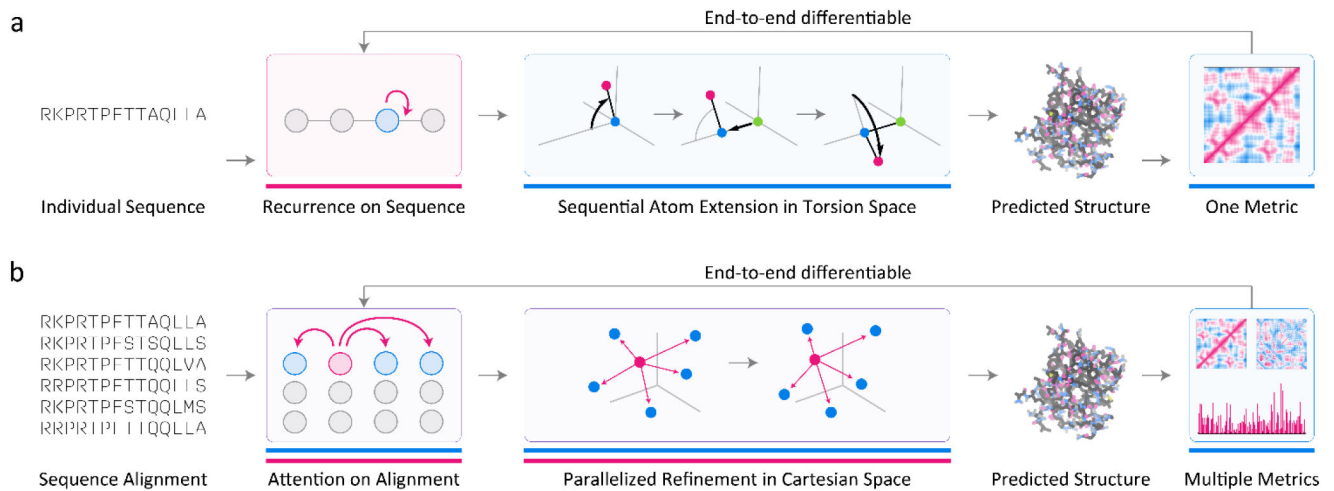 a
End-to-end differentiable
RKPRTPFTTAQLLA
Individual Sequence
Recurrence on Sequence
Sequential Atom Extension in Torsion Space
Predicted Structure
One Metric
b
End-to-end differentiable
RKPRTPFTTAQLLA
RKPRTPFSTSQLLS
RKPRTPFTTQQLVA
RRPRTPFTTQQLLS
RKPRTPFSTQQLMS
RRPRTPFTTQQLLA
Sequence Alignment
Attention on Alignment
Parallelized Refinement in Cartesian Space
Predicted Structure
Multiple Metrics